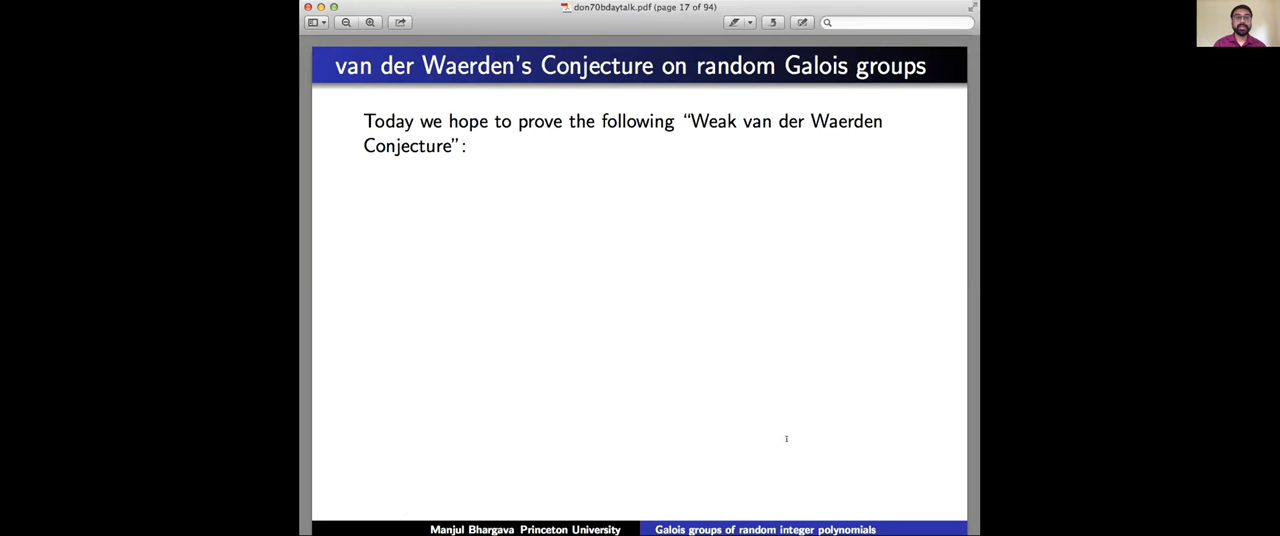 don70bdaytalk.pdf (page 17 of 94)
van der Waerden's Conjecture on random Galois groups
Today we hope to prove the following “Weak van der Waerden
Conjecture”:
Manjul Bhargava Princeton University
Galois groups of random integer polynomials